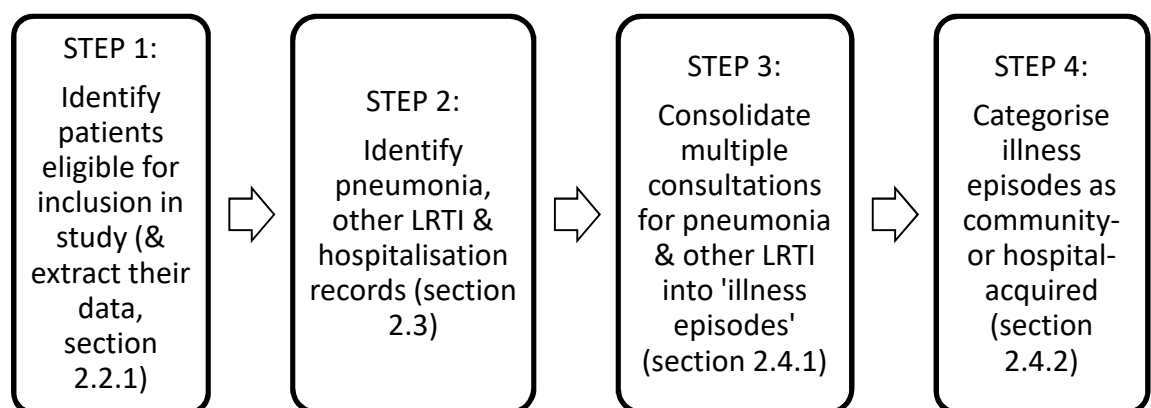 STEP 1:
Identify
patients
eligible for
inclusion in
study (&
extract their
data,
section
2.2.1)
STEP 2:
Identify
pneumonia,
other LRTI &
hospitalisation
records (section
2.3)
STEP 3:
Consolidate
multiple
consultations
for pneumonia
& other LRTI
into 'illness
episodes'
(section 2.4.1)
STEP 4:
Categorise
illness
episodes as
community-
or hospital-
acquired
(section
2.4.2)